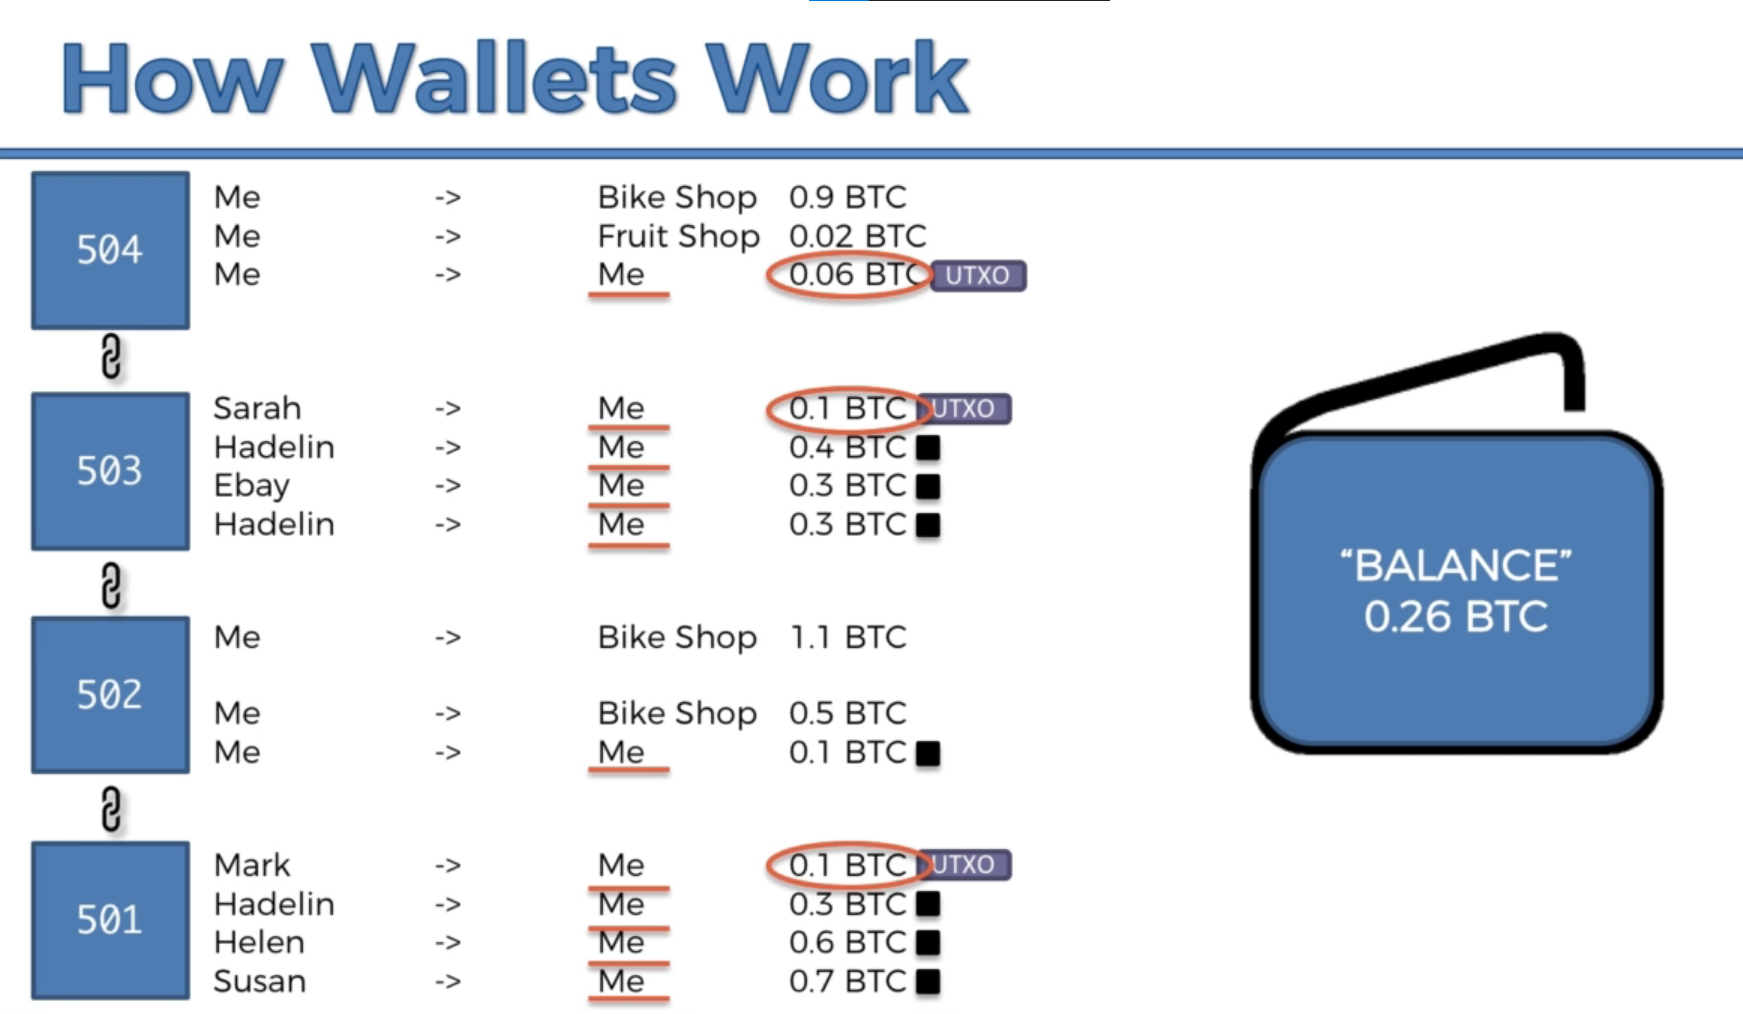 How Wallets Work
504
Me -> Bike Shop 0.9 BTC
Me -> Fruit Shop 0.02 BTC
Me -> Me 0.06 BTC UTXO
503
Sarah -> Me 0.1 BTC UTXO
Hadelin -> Me 0.4 BTC
Ebay -> Me 0.3 BTC
Hadelin -> Me 0.3 BTC
502
Me -> Bike Shop 1.1 BTC
Me -> Bike Shop 0.5 BTC
Me -> Me 0.1 BTC
501
Mark -> Me 0.1 BTC UTXO
Hadelin -> Me 0.3 BTC
Helen -> Me 0.6 BTC
Susan -> Me 0.7 BTC
“BALANCE”
0.26 BTC